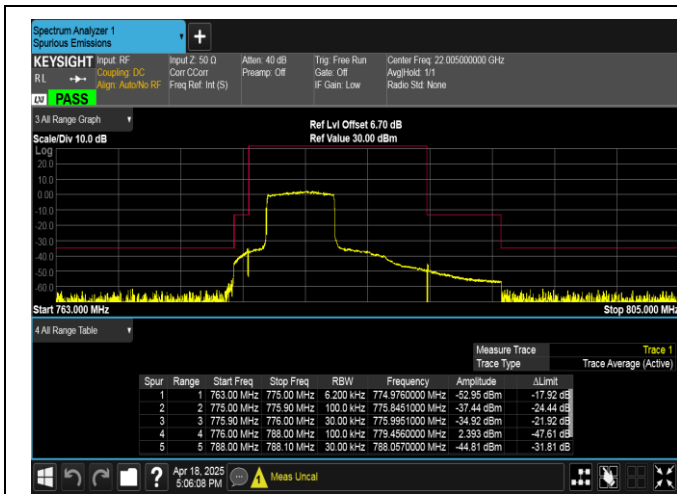 Spectrum Analyzer 1
Spurious Emissions
+
KEYSIGHT Input: RF Input Z: 50 Ω Atten: 40 dB Trig: Free Run Center Freq: 22.005000000 GHz
RL Coupling: DC Corr CCorr Preamp: Off Gate: Off Avg|Hold: 1/1
Align: Auto/No RF Freq Ref: Int (S) IF Gain: Low Radio Std: None
LXI PASS
3 All Range Graph
Ref Lvl Offset 6.70 dB
Scale/Div 10.0 dB Ref Value 30.00 dBm
Log
20.0
10.0
0.00
-10.0
-20.0
-30.0
-40.0
-50.0
-60.0
Start 763.000 MHz Stop 805.000 MHz
4 All Range Table
Measure Trace Trace 1
Trace Type Trace Average (Active)
Spur Range Start Freq Stop Freq RBW Frequency Amplitude ΔLimit
1 1 763.00 MHz 775.00 MHz 6.200 kHz 774.9760000 MHz -52.95 dBm -17.92 dB
2 2 775.00 MHz 775.90 MHz 100.0 kHz 775.8451000 MHz -37.44 dBm -24.44 dB
3 3 775.90 MHz 776.00 MHz 30.00 kHz 775.9951000 MHz -34.92 dBm -21.92 dB
4 4 776.00 MHz 788.00 MHz 100.0 kHz 779.4560000 MHz 2.393 dBm -47.61 dB
5 5 788.00 MHz 788.10 MHz 30.00 kHz 788.0570000 MHz -44.81 dBm -31.81 dB
? Apr 18, 2025
5:06:08 PM
Meas Uncal